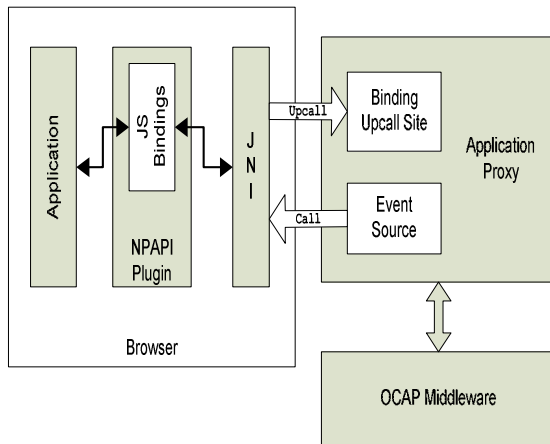 Application
JS
Bindings
NPAPI
Plugin
J
N
I
Browser
Upcall
Call
Binding
Upcall Site
Event
Source
Application
Proxy
OCAP Middleware